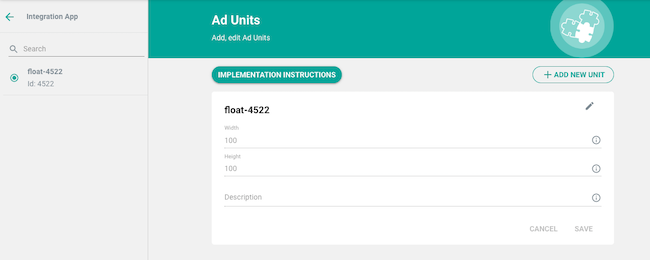 Integration App
Search
float-4522
Id: 4522
Ad Units
Add, edit Ad Units
IMPLEMENTATION INSTRUCTIONS
ADD NEW UNIT
float-4522
Width
100
Height
100
Description
CANCEL
SAVE